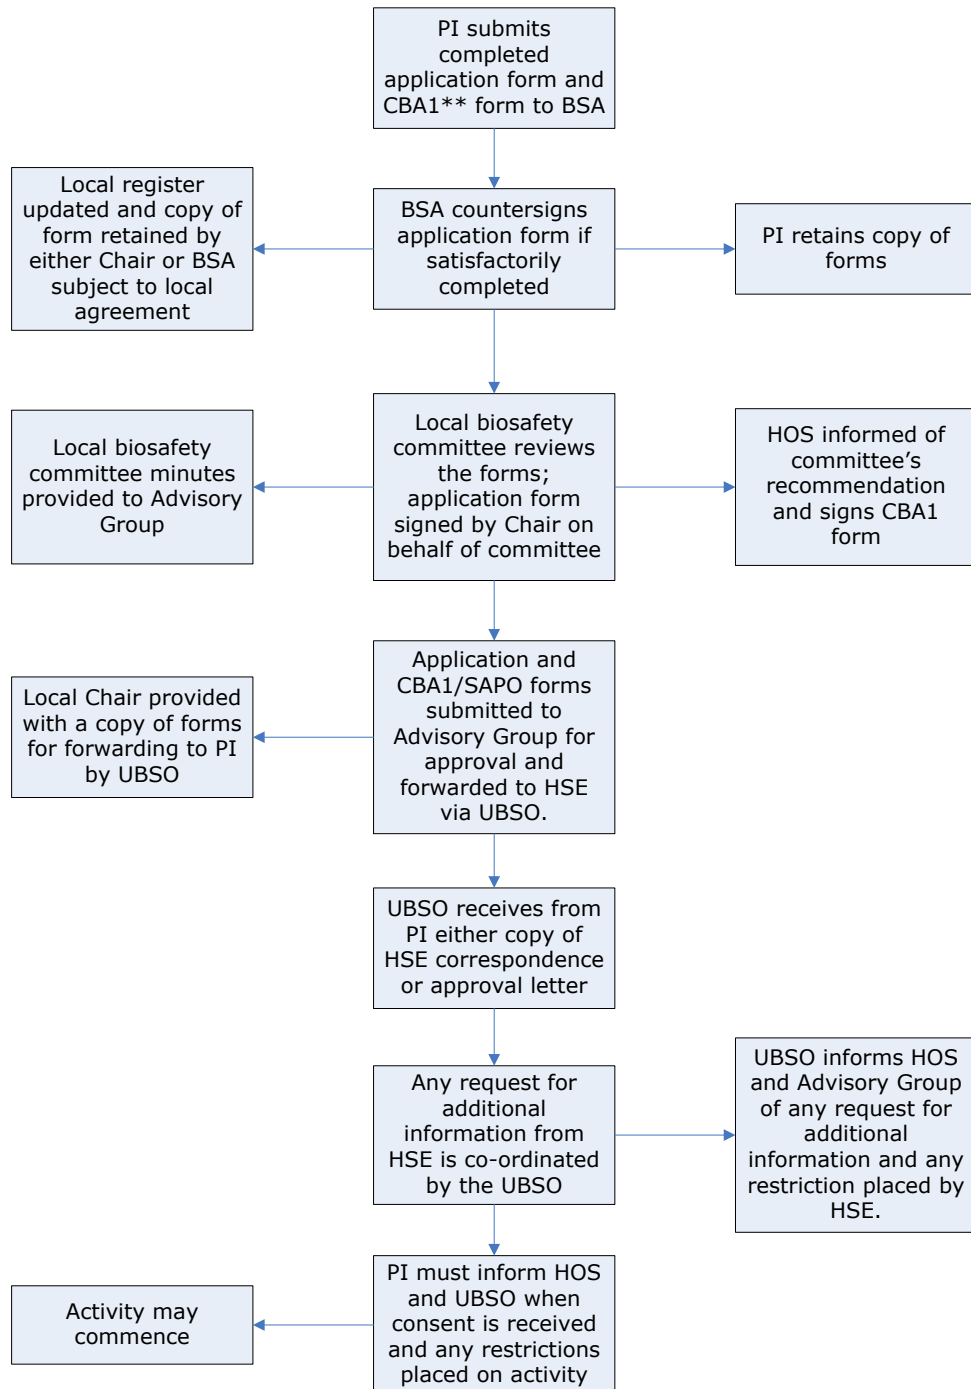 PI submits
completed
application form and
CBA1** form to BSA
Local register
updated and copy of
form retained by
either Chair or BSA
subject to local
agreement
BSA countersigns
application form if
satisfactorily
completed
PI retains copy of
forms
Local biosafety
committee minutes
provided to Advisory
Group
Local biosafety
committee reviews
the forms;
application form
signed by Chair on
behalf of committee
HOS informed of
committee’s
recommendation
and signs CBA1
form
Local Chair provided
with a copy of forms
for forwarding to PI
by UBSO
Application and
CBA1/SAPO forms
submitted to
Advisory Group for
approval and
forwarded to HSE
via UBSO.
UBSO receives from
PI either copy of
HSE correspondence
or approval letter
Any request for
additional
information from
HSE is co-ordinated
by the UBSO
UBSO informs HOS
and Advisory Group
of any request for
additional
information and any
restriction placed by
HSE.
Activity may
commence
PI must inform HOS
and UBSO when
consent is received
and any restrictions
placed on activity